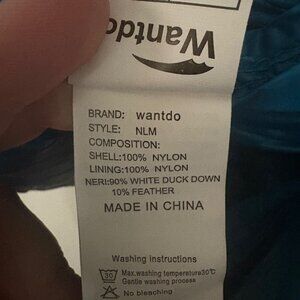 Wantdo
BRAND: wantdo
STYLE: NLM
COMPOSITION:
SHELL:100% NYLON
LINING:100% NYLON
NERI:90% WHITE DUCK DOWN
10% FEATHER
MADE IN CHINA
Washing instructions
30
Max.washing temperature30℃
Gentle washing process
No bleaching